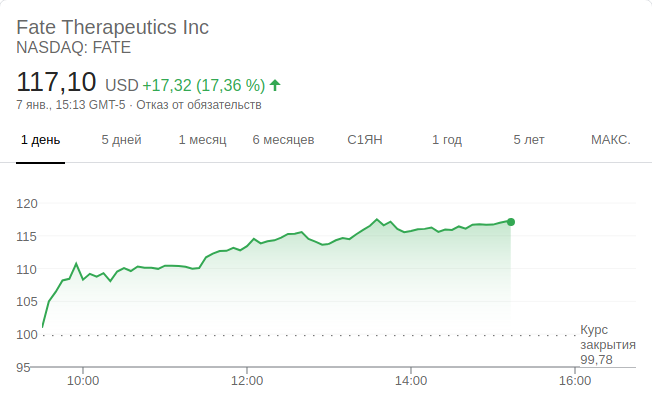 Fate Therapeutics Inc
NASDAQ: FATE
117,10 USD +17,32 (17,36 %)
7 янв., 15:13 GMT-5 · Отказ от обязательств
1 день 5 дней 1 месяц 6 месяцев С1ЯН 1 год 5 лет МАКС.
120
115
110
105
100
95
Курс
закрытия
99,78
10:00 12:00 14:00 16:00